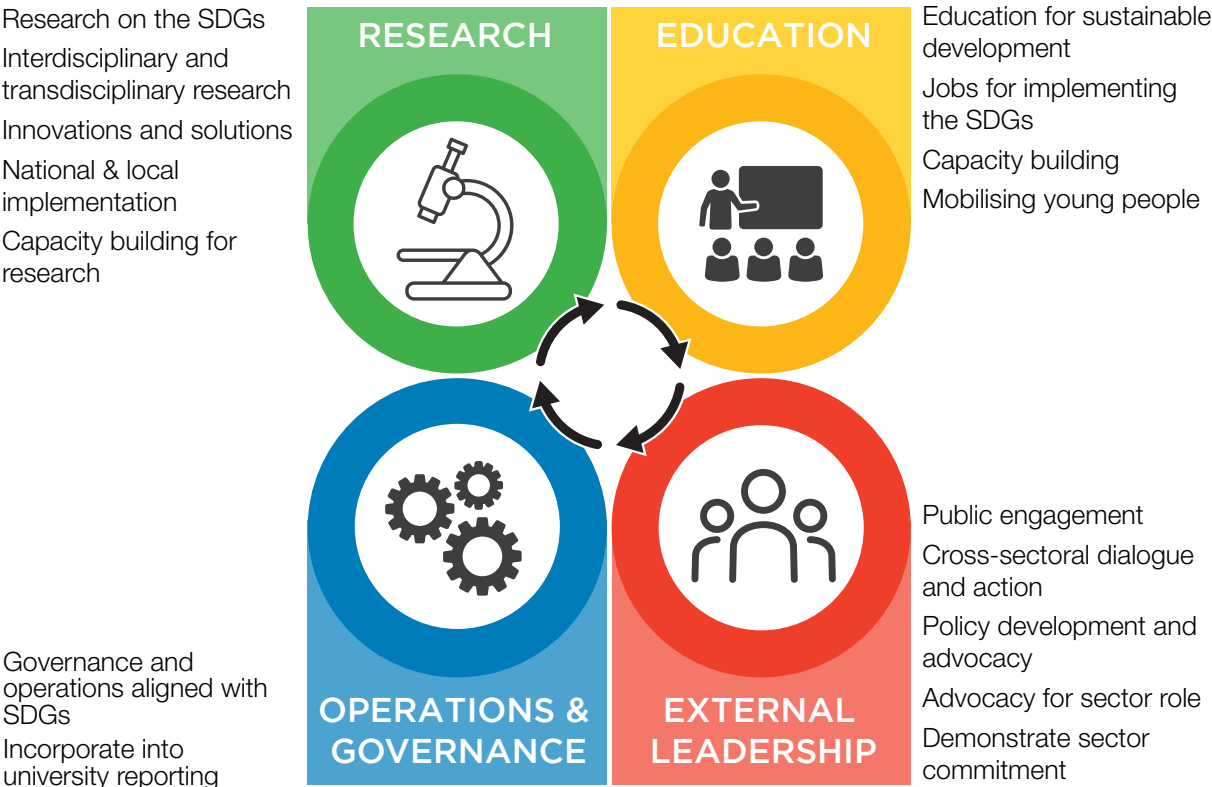 RESEARCH
Research on the SDGs
Interdisciplinary and
transdisciplinary research
Innovations and solutions
National & local
implementation
Capacity building for
research
EDUCATION
Education for sustainable
development
Jobs for implementing
the SDGs
Capacity building
Mobilising young people
OPERATIONS &
GOVERNANCE
Governance and
operations aligned with
SDGs
Incorporate into
university reporting
EXTERNAL
LEADERSHIP
Public engagement
Cross-sectoral dialogue
and action
Policy development and
advocacy
Advocacy for sector role
Demonstrate sector
commitment